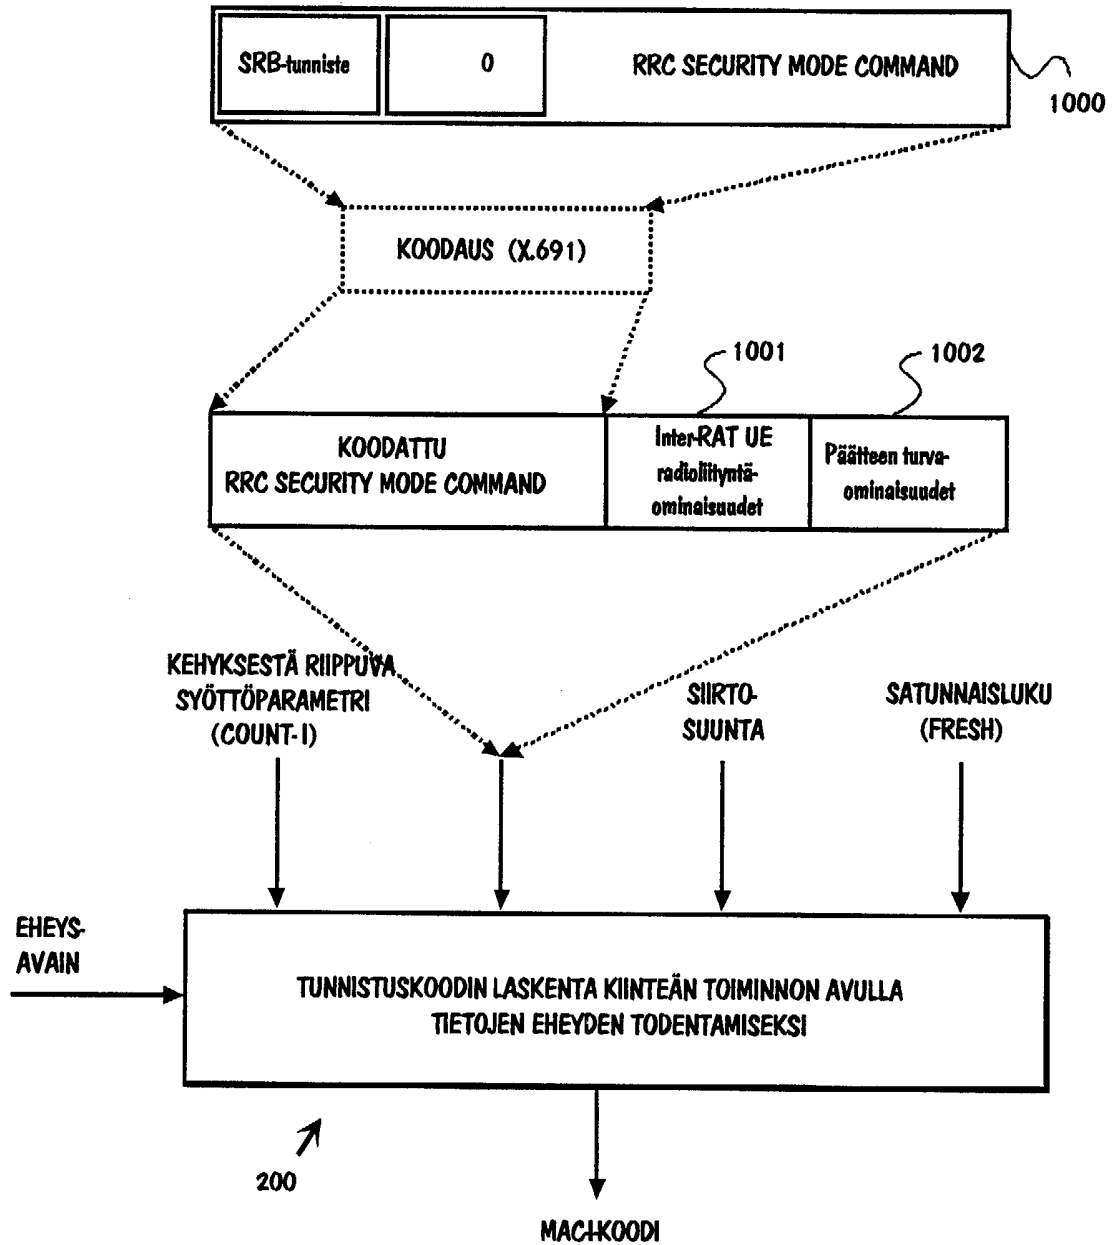 SRB-tunniste
0
RRC SECURITY MODE COMMAND
1000
KOODAUS (X.691)
1001
1002
KOODATTU
RRC SECURITY MODE COMMAND
Inter-RAT UE
radioliityntä-
ominaisuudet
Päätteen turva-
ominaisuudet
KEHYKSESTÄ RIIPPUVA
SYÖTTÖPARAMETRI
(COUNT-I)
SIIRTO-
SUUNTA
SATUNNAISLUKU
(FRESH)
EHEYS-
AVAIN
TUNNISTUSKOODIN LASKENTA KIINTEÄN TOIMINNON AVULLA
TIETOJEN EHEYDEN TODENTAMISEKSI
200
MACI-KOODI